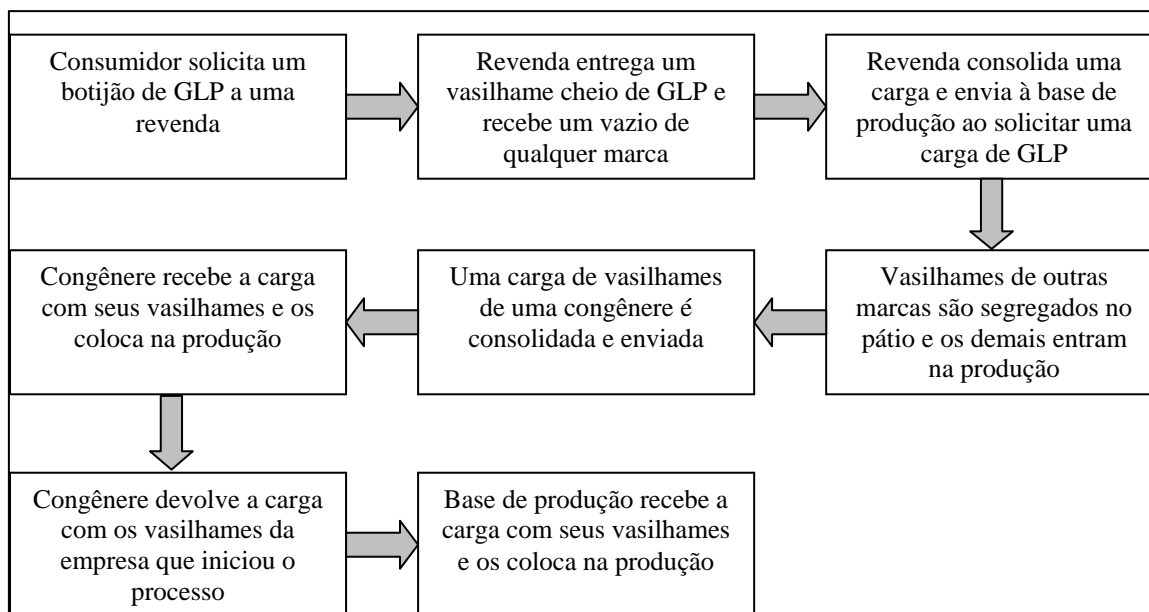 Consumidor solicita um
botijão de GLP a uma
revenda
Revenda entrega um
vasilhame cheio de GLP e
recebe um vazio de
qualquer marca
Revenda consolida uma
carga e envia à base de
produção ao solicitar uma
carga de GLP
Vasilhames de outras
marcas são segregados no
pátio e os demais entram
na produção
Uma carga de vasilhames
de uma congênere é
consolidada e enviada
Congênere recebe a carga
com seus vasilhames e os
coloca na produção
Congênere devolve a carga
com os vasilhames da
empresa que iniciou o
processo
Base de produção recebe a
carga com seus vasilhames
e os coloca na produção